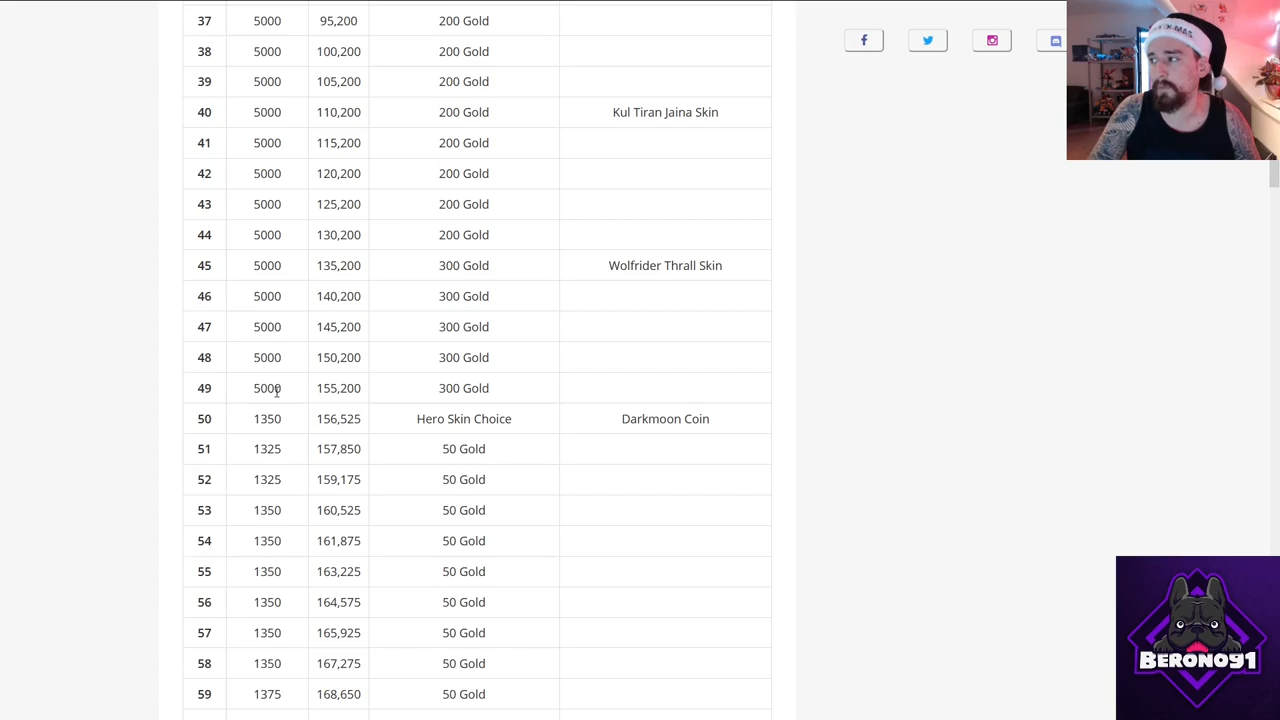 37 5000 95,200 200 Gold
38 5000 100,200 200 Gold
39 5000 105,200 200 Gold
40 5000 110,200 200 Gold Kul Tiran Jaina Skin
41 5000 115,200 200 Gold
42 5000 120,200 200 Gold
43 5000 125,200 200 Gold
44 5000 130,200 200 Gold
45 5000 135,200 300 Gold Wolfrider Thrall Skin
46 5000 140,200 300 Gold
47 5000 145,200 300 Gold
48 5000 150,200 300 Gold
49 5000 155,200 300 Gold
50 1350 156,525 Hero Skin Choice Darkmoon Coin
51 1325 157,850 50 Gold
52 1325 159,175 50 Gold
53 1350 160,525 50 Gold
54 1350 161,875 50 Gold
55 1350 163,225 50 Gold
56 1350 164,575 50 Gold
57 1350 165,925 50 Gold
58 1350 167,275 50 Gold
59 1375 168,650 50 Gold
BERONO91